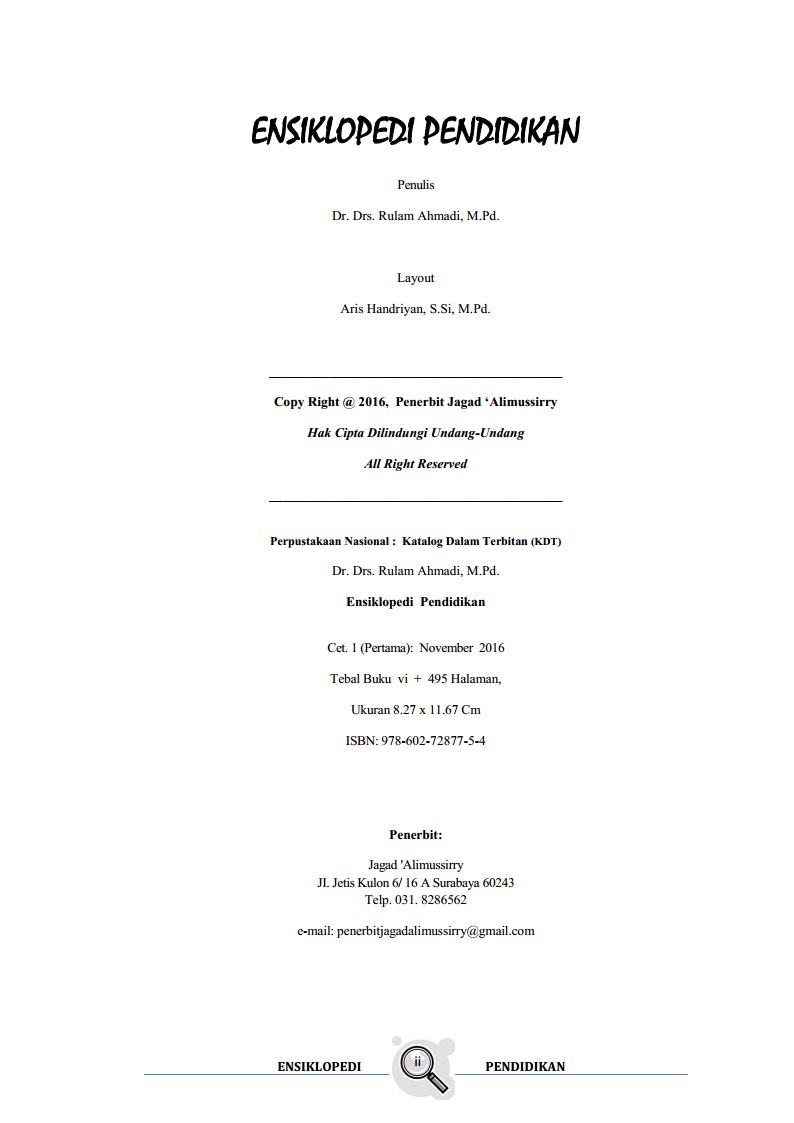 ENSIKLOPEDI PENDIDIKAN
Penulis
Dr. Drs. Rulam Ahmadi, M.Pd.
Layout
Aris Handriyan, S.Si, M.Pd.
Copy Right @ 2016, Penerbit Jagad ‘Alimussirry
Hak Cipta Dilindungi Undang-Undang
All Right Reserved
Perpustakaan Nasional : Katalog Dalam Terbitan (KDT)
Dr. Drs. Rulam Ahmadi, M.Pd.
Ensiklopedi Pendidikan
Cet. 1 (Pertama): November 2016
Tebal Buku vi + 495 Halaman,
Ukuran 8.27 x 11.67 Cm
ISBN: 978-602-72877-5-4
Penerbit:
Jagad 'Alimussirry
JI. Jetis Kulon 6/ 16 A Surabaya 60243
Telp. 031. 8286562
e-mail: penerbitjagadalimussirry@gmail.com
ENSIKLOPEDI ii PENDIDIKAN